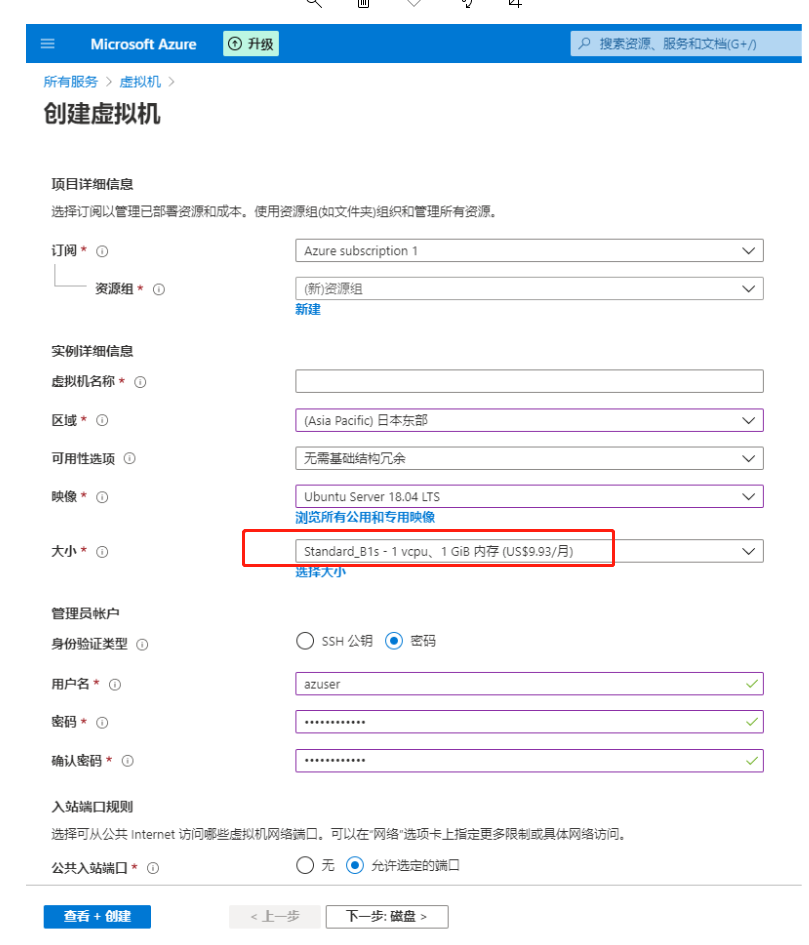 Microsoft Azure 升级 搜索资源、服务和文档(G+/)
所有服务 > 虚拟机 >
创建虚拟机
项目详细信息
选择订阅以管理已部署资源和成本。使用资源组(如文件夹)组织和管理所有资源。
订阅 * Azure subscription 1
资源组 * (新)资源组
新建
实例详细信息
虚拟机名称 *
区域 * (Asia Pacific) 日本东部
可用性选项 无需基础结构冗余
映像 * Ubuntu Server 18.04 LTS
浏览所有公用和专用映像
大小 * Standard_B1s - 1 vcpu、1 GiB 内存 (US$9.93/月)
选择大小
管理员帐户
身份验证类型 SSH 公钥 密码
用户名 * azuser
密码 * ••••••••••••
确认密码 * ••••••••••••
入站端口规则
选择可从公共 Internet 访问哪些虚拟机网络端口。可以在"网络"选项卡上指定更多限制或具体网络访问。
公共入站端口 * 无 允许选定的端口
查看 + 创建 < 上一步 下一步: 磁盘 >